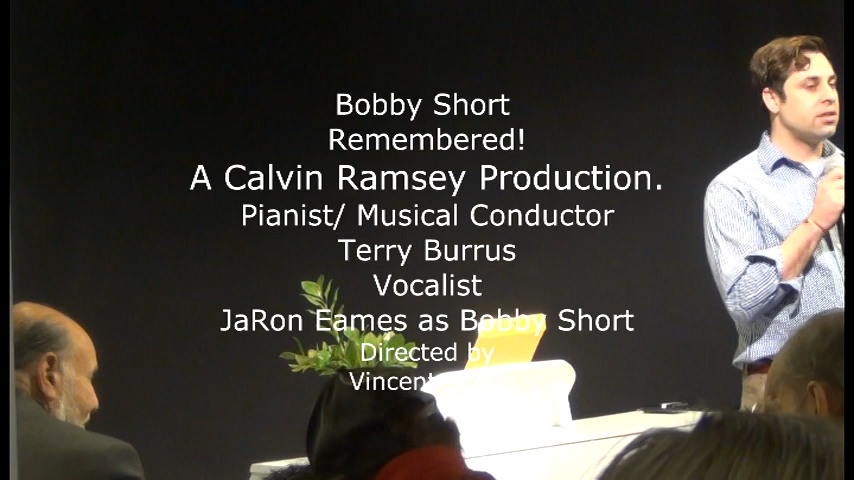 Bobby Short
Remembered!
A Calvin Ramsey Production.
Pianist/ Musical Conductor
Terry Burrus
Vocalist
JaRon Eames as Bobby Short
Directed by
Vincent